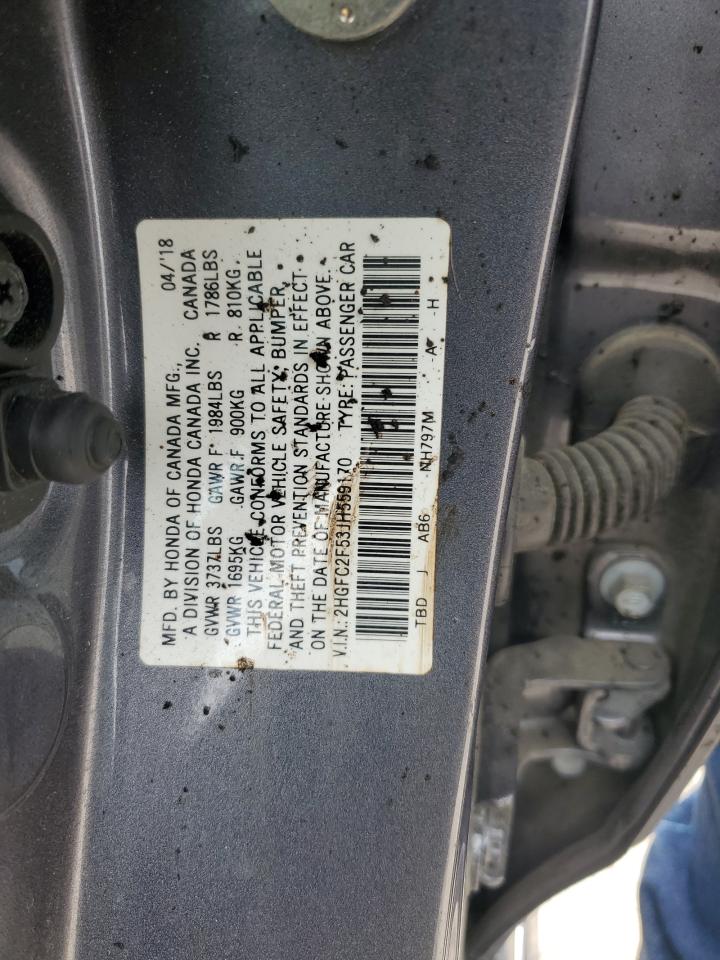 MFD. BY HONDA OF CANADA MFG., 04/'18
A DIVISION OF HONDA CANADA INC. CANADA
GVWR 3737LBS GAWR F 1984LBS R 1786LBS
GVWR 1695KG GAWR F 900KG R 810KG
THIS VEHICLE CONFORMS TO ALL APPLICABLE
FEDERAL MOTOR VEHICLE SAFETY, BUMPER,
AND THEFT PREVENTION STANDARDS IN EFFECT
ON THE DATE OF MANUFACTURE SHOWN ABOVE.
V.I.N.: 2HGFC2F53JH559170 TYPE: PASSENGER CAR
TBD J AB6 NH797M A H